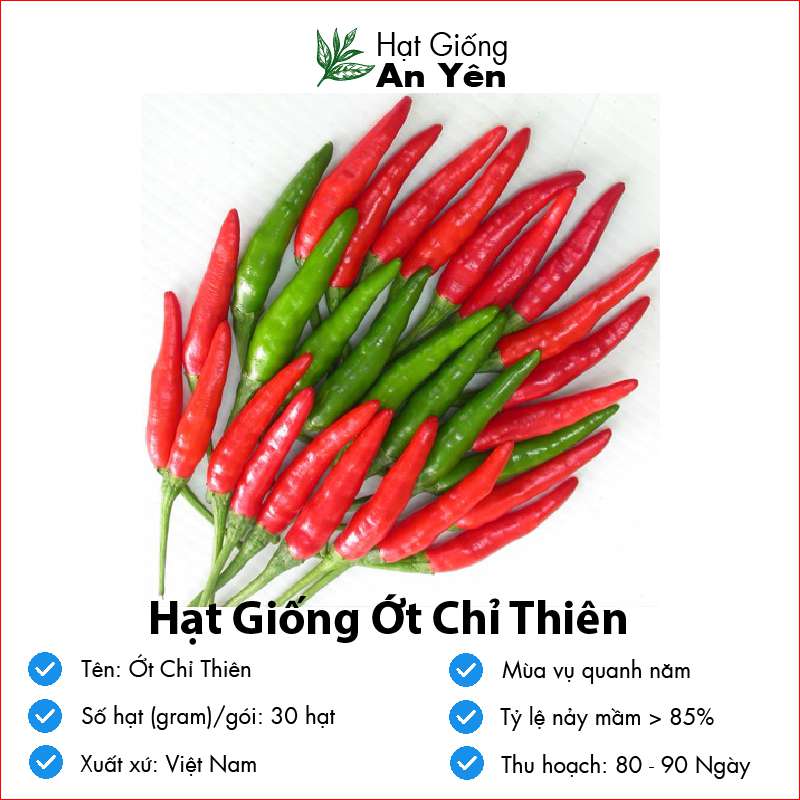 Hạt Giống
An Yên
Hạt Giống Ớt Chỉ Thiên
Tên: Ớt Chỉ Thiên
Số hạt (gram)/gói: 30 hạt
Xuất xứ: Việt Nam
Mùa vụ quanh năm
Tỷ lệ nảy mầm > 85%
Thu hoạch: 80 - 90 Ngày